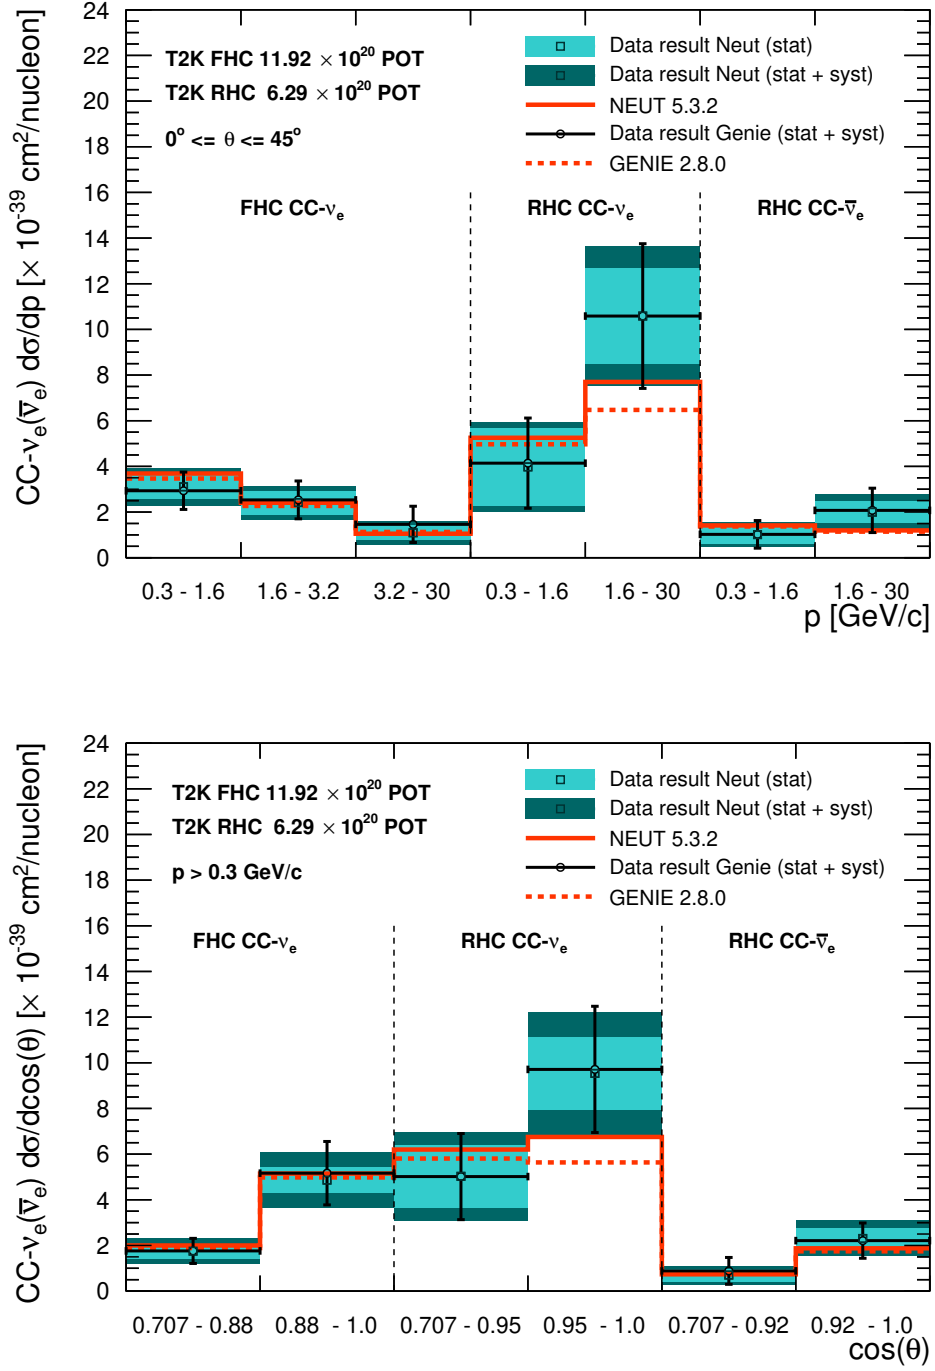 24
22
20
18
16
14
12
10
8
6
4
2
0
CC-νₑ(ν̅ₑ) dσ/dp [× 10⁻³⁹ cm²/nucleon]
T2K FHC 11.92 × 10²⁰ POT
T2K RHC 6.29 × 10²⁰ POT
0° <= θ <= 45°
Data result Neut (stat)
Data result Neut (stat + syst)
NEUT 5.3.2
Data result Genie (stat + syst)
GENIE 2.8.0
FHC CC-νₑ
RHC CC-νₑ
RHC CC-ν̅ₑ
0.3 - 1.6
1.6 - 3.2
3.2 - 30
0.3 - 1.6
1.6 - 30
0.3 - 1.6
1.6 - 30
p [GeV/c]
24
22
20
18
16
14
12
10
8
6
4
2
0
CC-νₑ(ν̅ₑ) dσ/dcos(θ) [× 10⁻³⁹ cm²/nucleon]
T2K FHC 11.92 × 10²⁰ POT
T2K RHC 6.29 × 10²⁰ POT
p > 0.3 GeV/c
Data result Neut (stat)
Data result Neut (stat + syst)
NEUT 5.3.2
Data result Genie (stat + syst)
GENIE 2.8.0
FHC CC-νₑ
RHC CC-νₑ
RHC CC-ν̅ₑ
0.707 - 0.88
0.88 - 1.0
0.707 - 0.95
0.95 - 1.0
0.707 - 0.92
0.92 - 1.0
cos(θ)